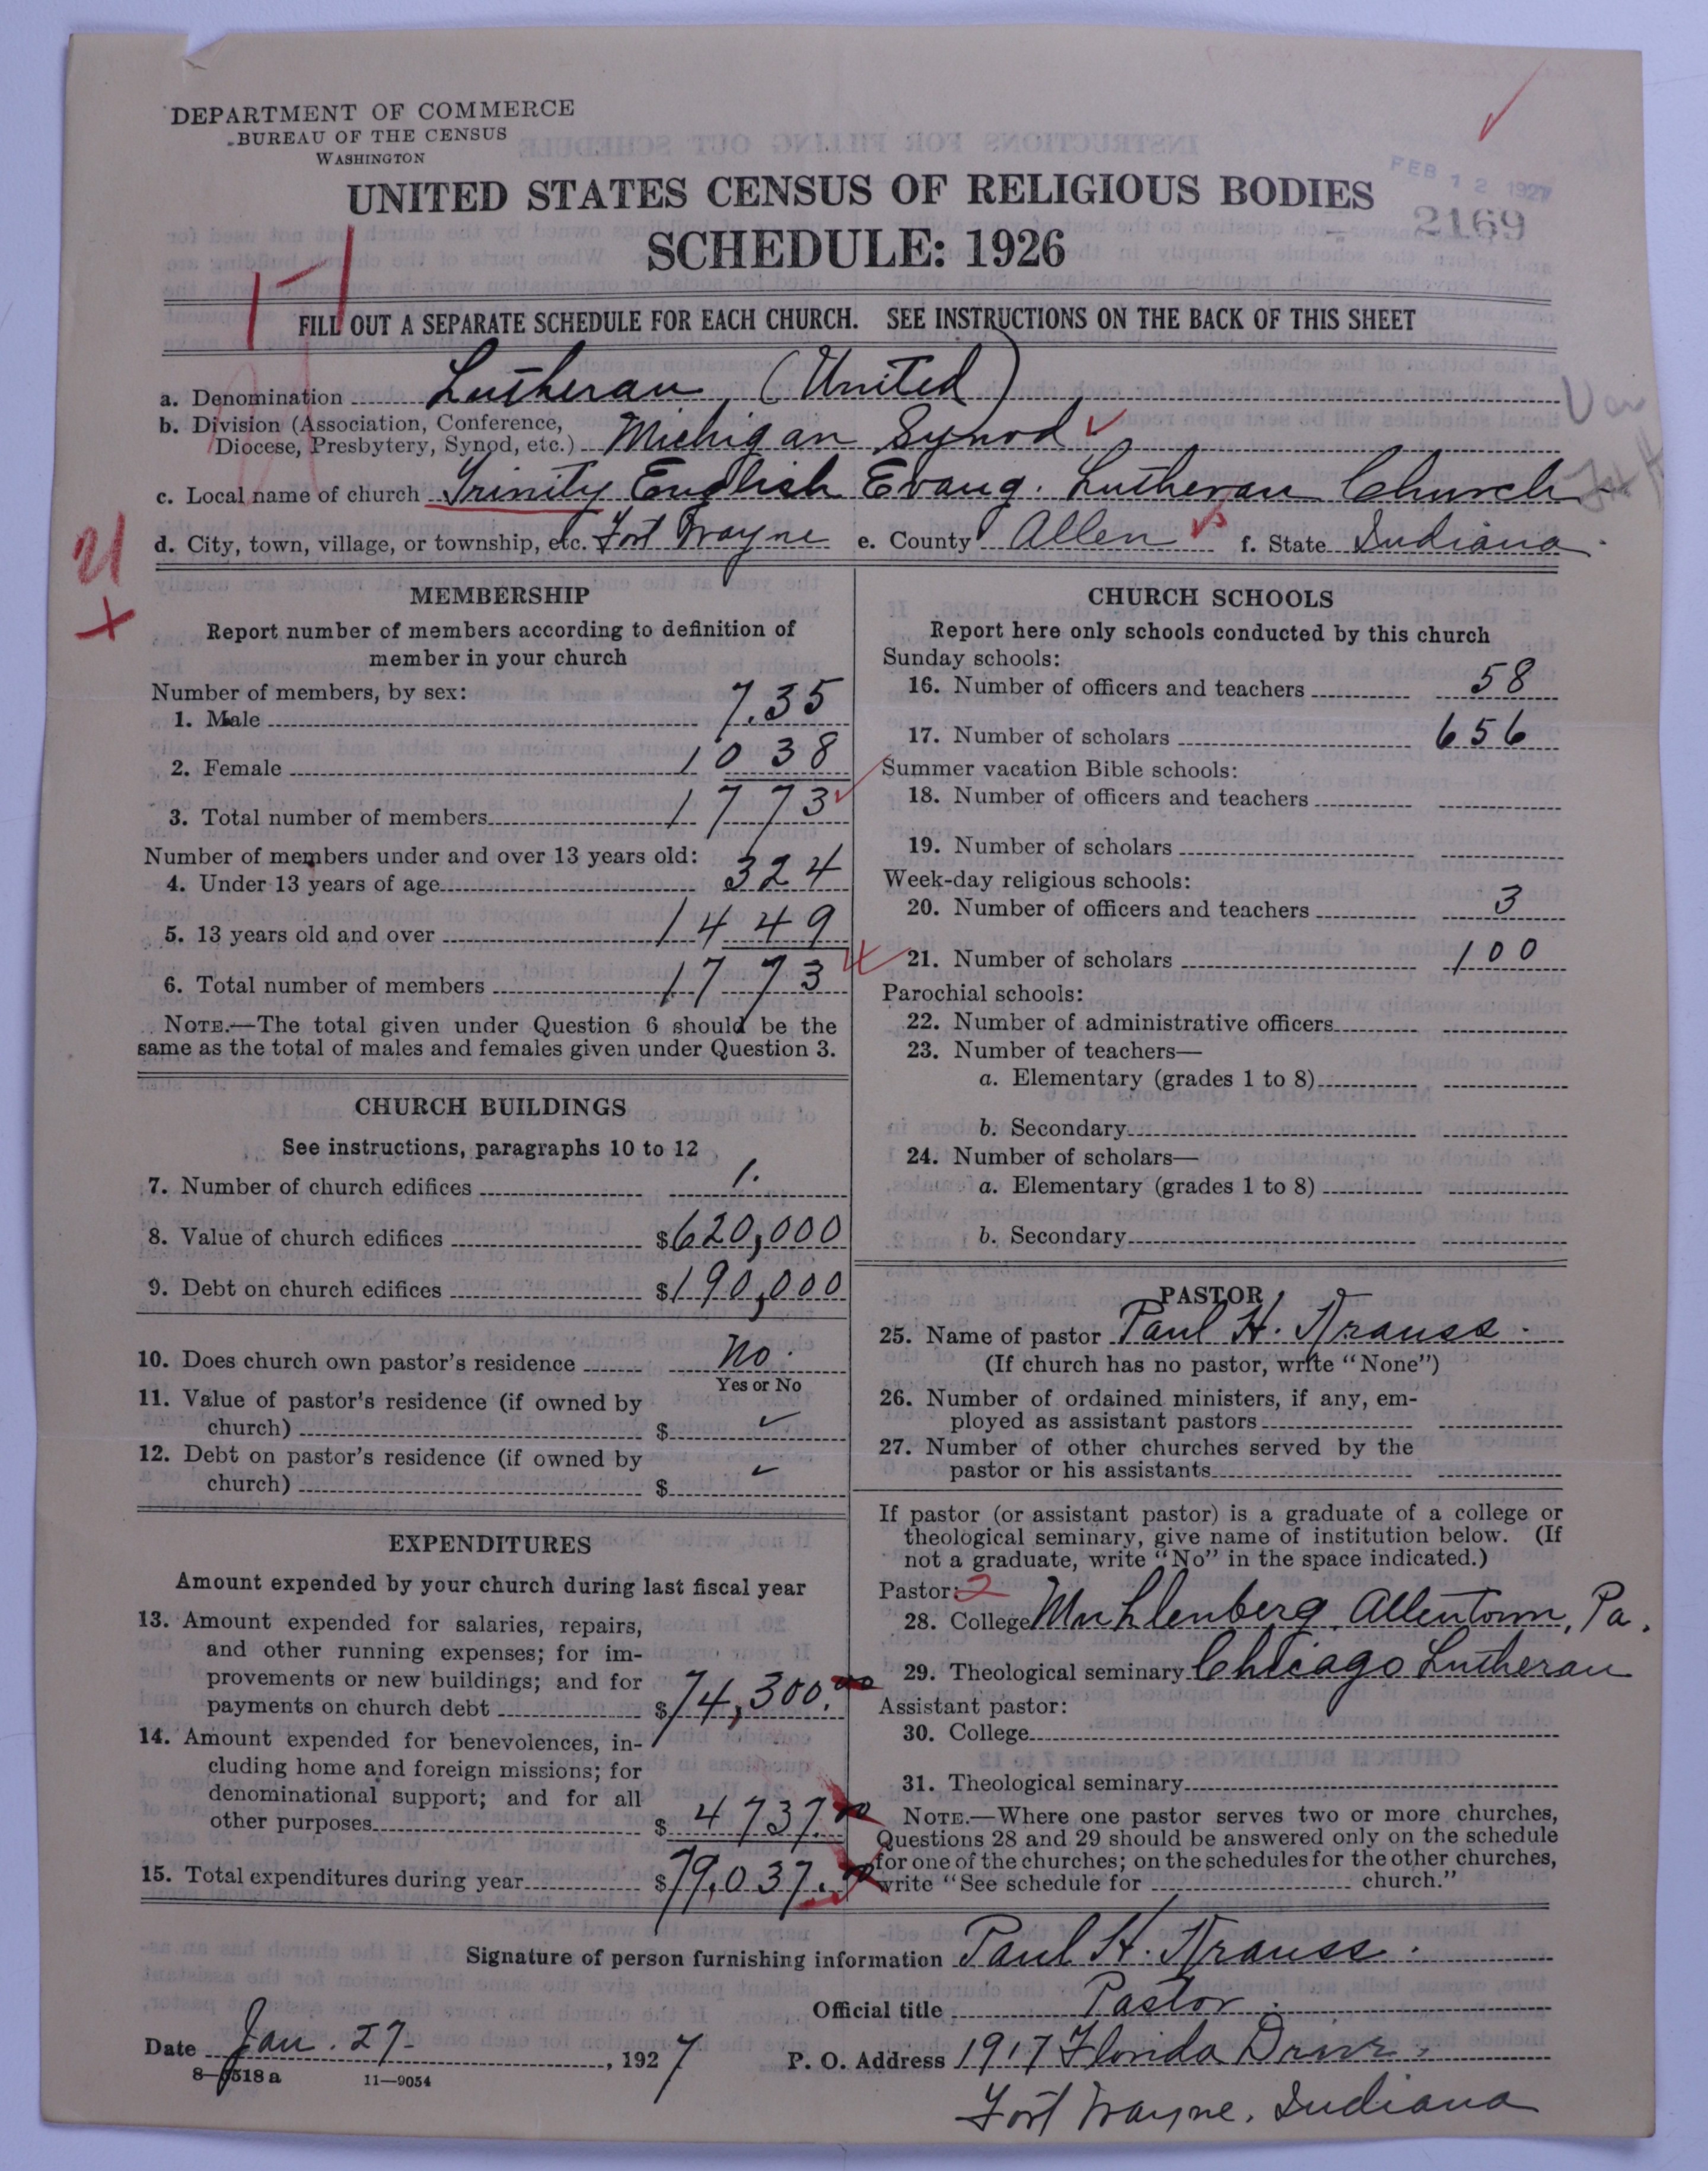 DEPARTMENT OF COMMERCE
BUREAU OF THE CENSUS
WASHINGTON
UNITED STATES CENSUS OF RELIGIOUS BODIES
SCHEDULE: 1926
FEB 12 1927
2169
FILL OUT A SEPARATE SCHEDULE FOR EACH CHURCH. SEE INSTRUCTIONS ON THE BACK OF THIS SHEET
a. Denomination Lutheran, (United)
b. Division (Association, Conference,
Diocese, Presbytery, Synod, etc.) Michigan Synod
c. Local name of church Trinity English Evang. Lutheran Church
d. City, town, village, or township, etc. Fort Wayne e. County Allen f. State Indiana.
21
MEMBERSHIP
Report number of members according to definition of
member in your church
Number of members, by sex:
1. Male 735
2. Female 1038
3. Total number of members 1773
Number of members under and over 13 years old:
4. Under 13 years of age 324
5. 13 years old and over 1449
6. Total number of members 1773
NOTE.—The total given under Question 6 should be the
same as the total of males and females given under Question 3.
CHURCH BUILDINGS
See instructions, paragraphs 10 to 12
7. Number of church edifices 1.
8. Value of church edifices $620,000
9. Debt on church edifices $190,000
10. Does church own pastor's residence No.
Yes or No
11. Value of pastor's residence (if owned by
church) $ ✓
12. Debt on pastor's residence (if owned by
church) $ ✓
EXPENDITURES
Amount expended by your church during last fiscal year
13. Amount expended for salaries, repairs,
and other running expenses; for im-
provements or new buildings; and for
payments on church debt $74,300.00
14. Amount expended for benevolences, in-
cluding home and foreign missions; for
denominational support; and for all
other purposes $4737.00
15. Total expenditures during year $79,037.00
CHURCH SCHOOLS
Report here only schools conducted by this church
Sunday schools:
16. Number of officers and teachers 58
17. Number of scholars 656
Summer vacation Bible schools:
18. Number of officers and teachers
19. Number of scholars
Week-day religious schools:
20. Number of officers and teachers 3
21. Number of scholars 100
Parochial schools:
22. Number of administrative officers
23. Number of teachers—
a. Elementary (grades 1 to 8)
b. Secondary
24. Number of scholars—
a. Elementary (grades 1 to 8)
b. Secondary
PASTOR
25. Name of pastor Paul H. Krauss.
(If church has no pastor, write "None")
26. Number of ordained ministers, if any, em-
ployed as assistant pastors
27. Number of other churches served by the
pastor or his assistants
If pastor (or assistant pastor) is a graduate of a college or
theological seminary, give name of institution below. (If
not a graduate, write "No" in the space indicated.)
Pastor: 2
28. College Muhlenberg, Allentown, Pa.
29. Theological seminary Chicago Lutheran
Assistant pastor:
30. College
31. Theological seminary
NOTE.—Where one pastor serves two or more churches,
Questions 28 and 29 should be answered only on the schedule
for one of the churches; on the schedules for the other churches,
write "See schedule for church."
Signature of person furnishing information Paul H. Krauss.
Official title Pastor.
Date Jan. 27-, 1927 P. O. Address 1917 Florida Drive,
Fort Wayne, Indiana
8—5518a 11—9054